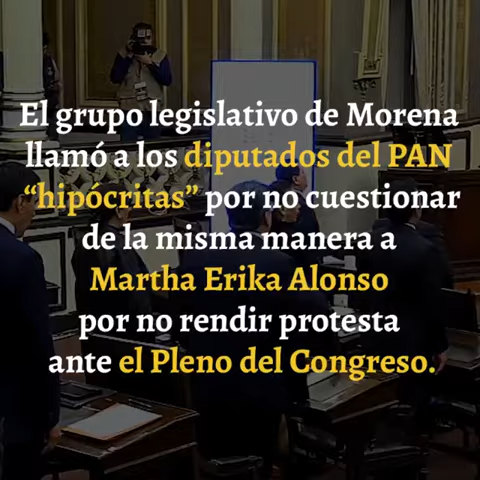 El grupo legislativo de Morena
llamó a los diputados del PAN
“hipócritas” por no cuestionar
de la misma manera a
Martha Erika Alonso
por no rendir protesta
ante el Pleno del Congreso.